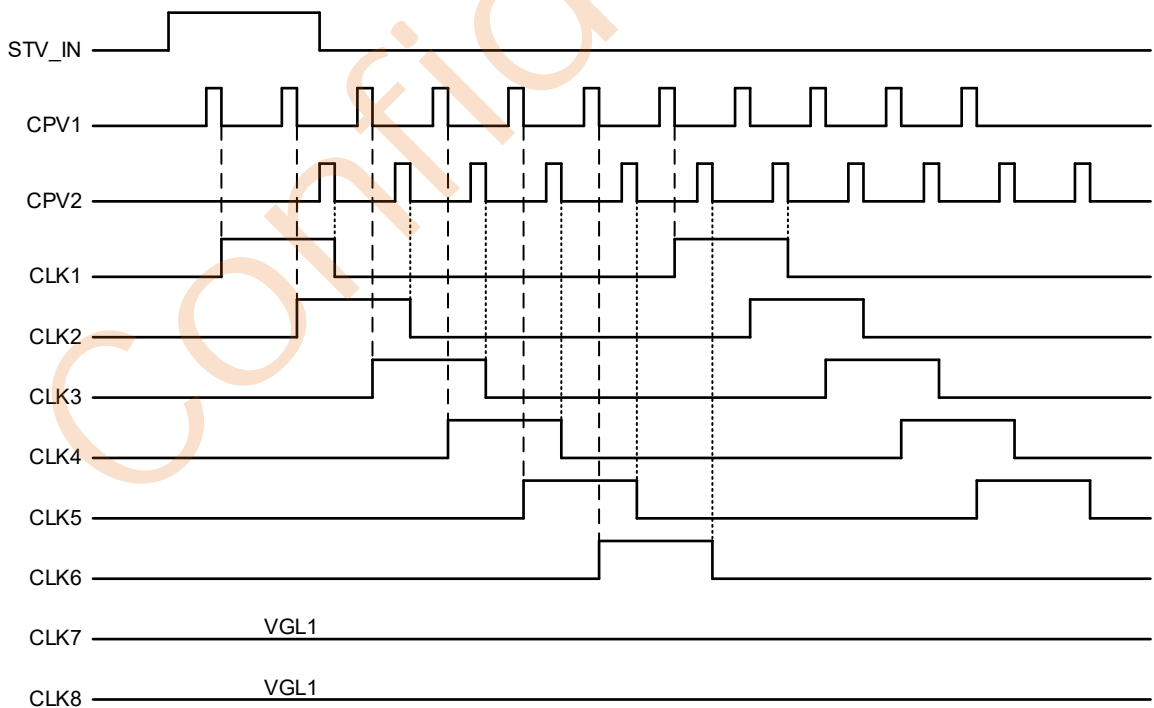 STV_IN
CPV1
CPV2
CLK1
CLK2
CLK3
CLK4
CLK5
CLK6
CLK7 VGL1
CLK8 VGL1
Confid